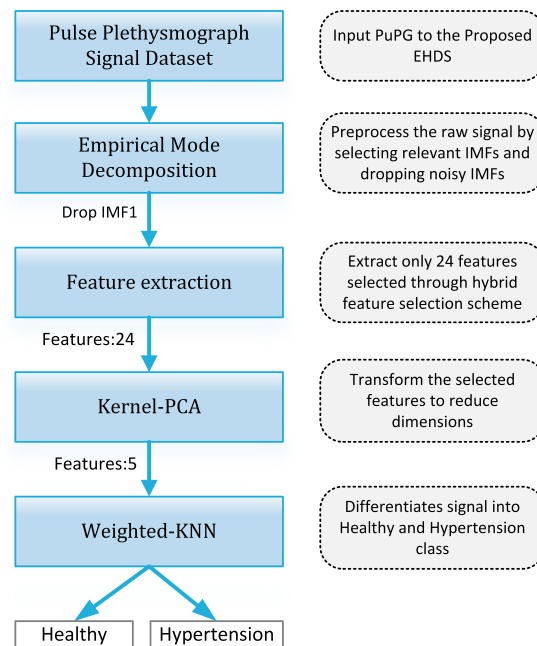 Pulse Plethysmograph
Signal Dataset
Input PuPG to the Proposed
EHDS
Empirical Mode
Decomposition
Preprocess the raw signal by
selecting relevant IMFs and
dropping noisy IMFs
Drop IMF1
Feature extraction
Extract only 24 features
selected through hybrid
feature selection scheme
Features:24
Kernel-PCA
Transform the selected
features to reduce
dimensions
Features:5
Weighted-KNN
Differentiates signal into
Healthy and Hypertension
class
Healthy
Hypertension